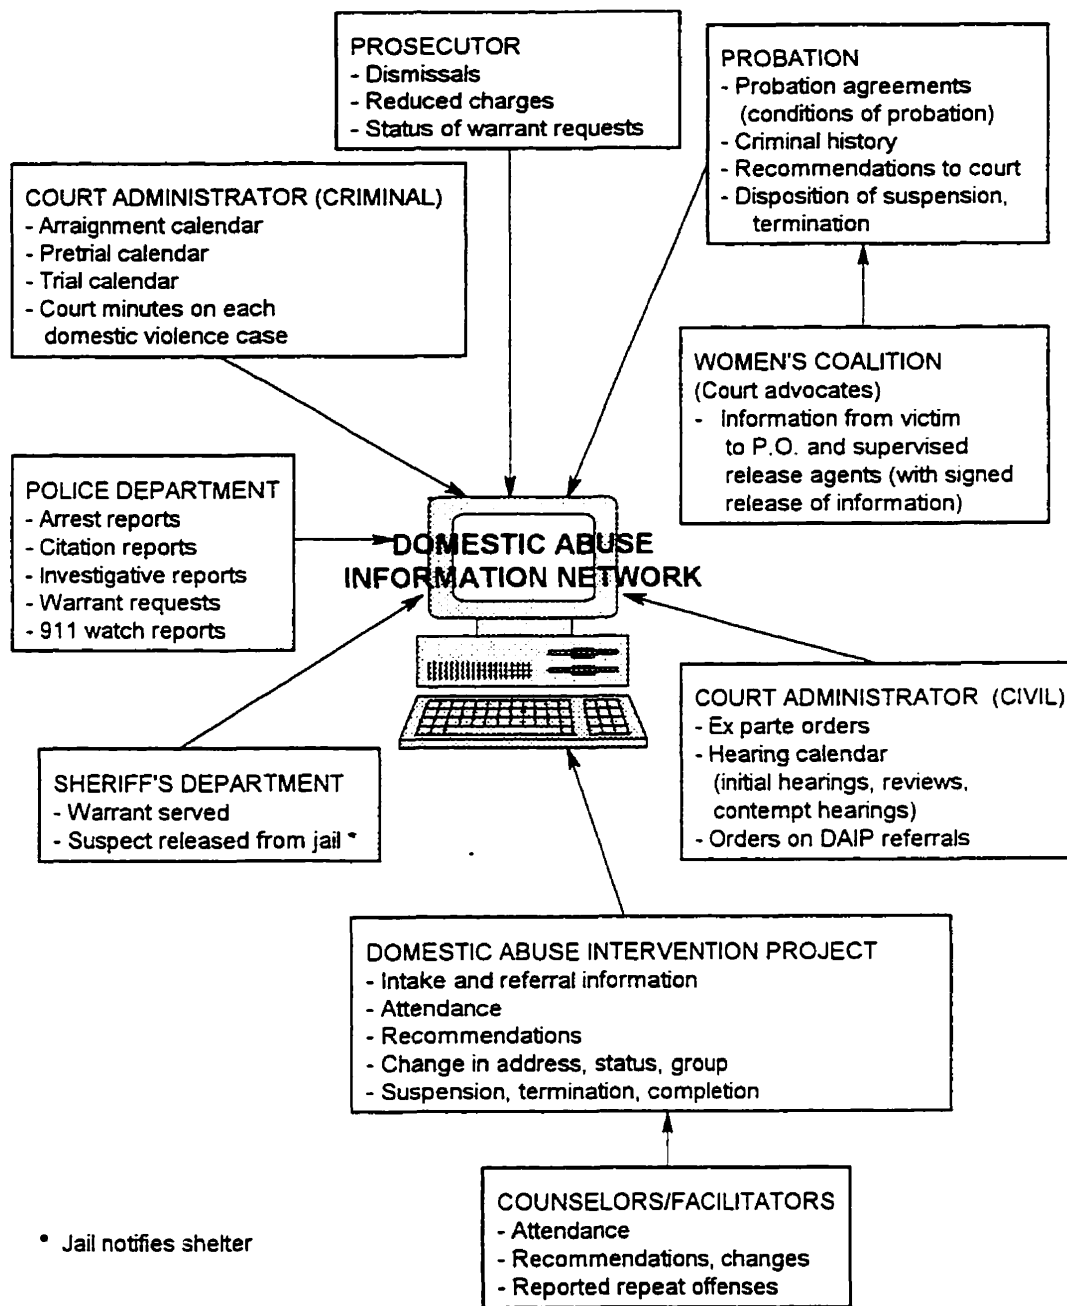 PROSECUTOR
- Dismissals
- Reduced charges
- Status of warrant requests
PROBATION
- Probation agreements
(conditions of probation)
- Criminal history
- Recommendations to court
- Disposition of suspension,
termination
COURT ADMINISTRATOR (CRIMINAL)
- Arraignment calendar
- Pretrial calendar
- Trial calendar
- Court minutes on each
domestic violence case
WOMEN'S COALITION
(Court advocates)
- Information from victim
to P.O. and supervised
release agents (with signed
release of information)
POLICE DEPARTMENT
- Arrest reports
- Citation reports
- Investigative reports
- Warrant requests
- 911 watch reports
DOMESTIC ABUSE
INFORMATION NETWORK
COURT ADMINISTRATOR (CIVIL)
- Ex parte orders
- Hearing calendar
(initial hearings, reviews,
contempt hearings)
- Orders on DAIP referrals
SHERIFF'S DEPARTMENT
- Warrant served
- Suspect released from jail *
DOMESTIC ABUSE INTERVENTION PROJECT
- Intake and referral information
- Attendance
- Recommendations
- Change in address, status, group
- Suspension, termination, completion
COUNSELORS/FACILITATORS
- Attendance
- Recommendations, changes
- Reported repeat offenses
* Jail notifies shelter